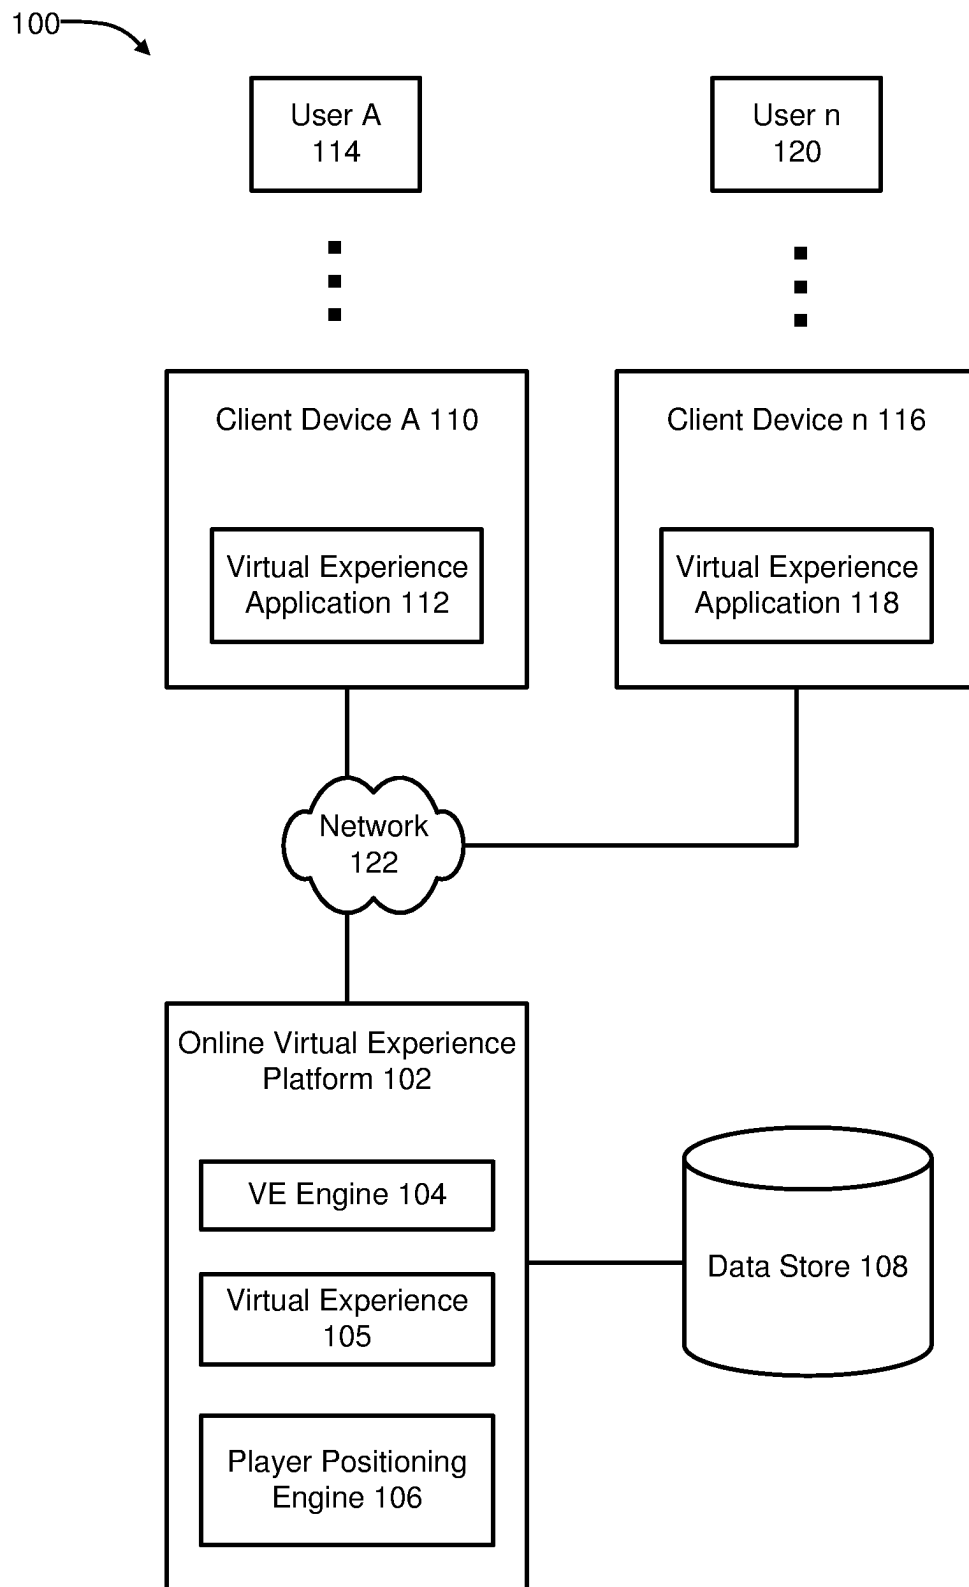 100
User A
114
User n
120
Client Device A 110
Client Device n 116
Virtual Experience
Application 112
Virtual Experience
Application 118
Network
122
Online Virtual Experience
Platform 102
VE Engine 104
Virtual Experience
105
Player Positioning
Engine 106
Data Store 108